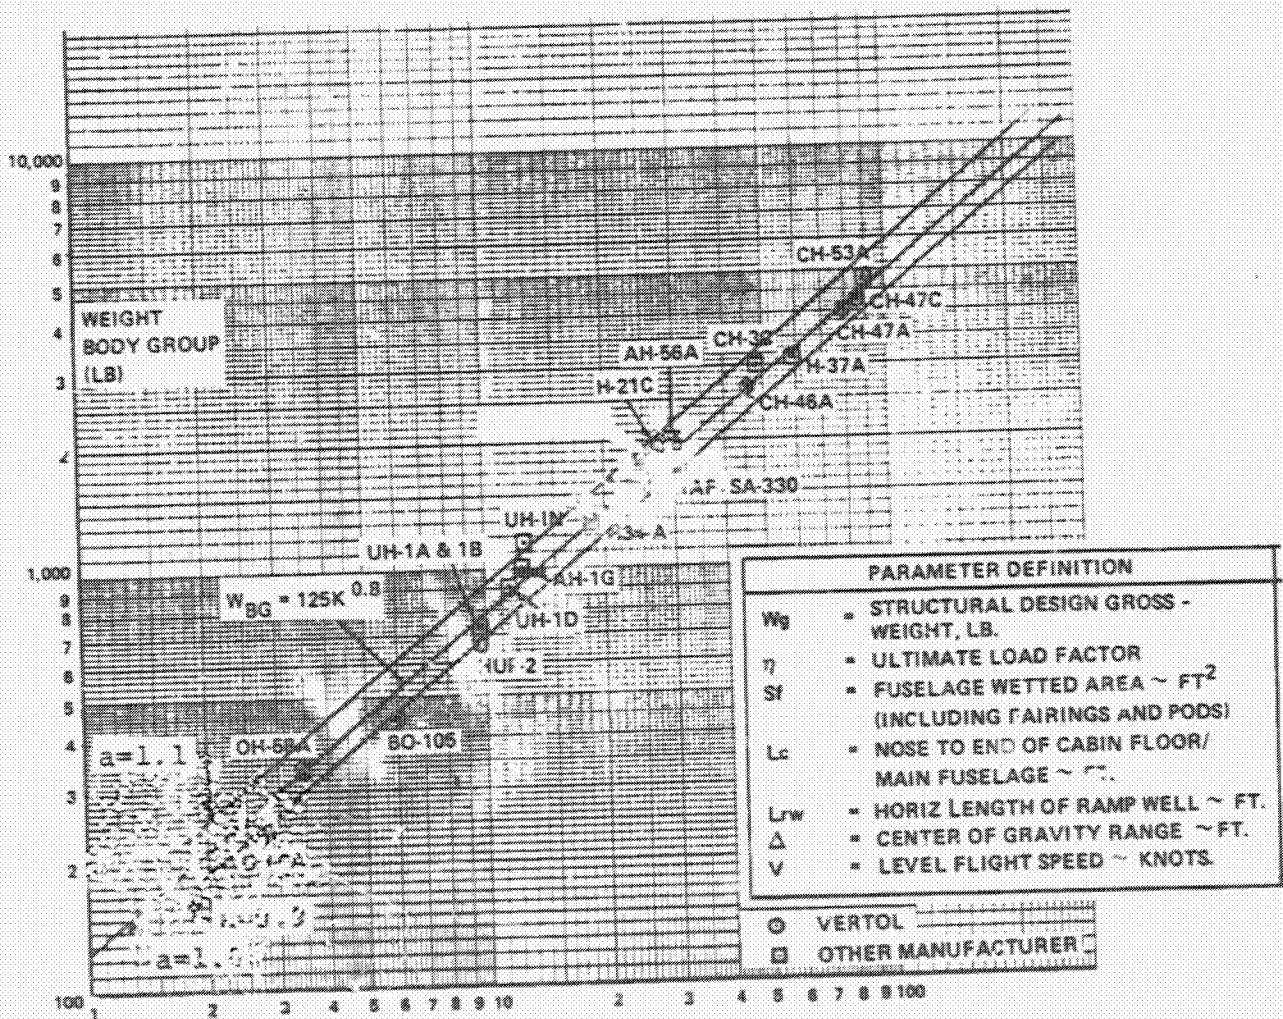 10,000
9
8
7
6
5
4
3
2
1,000
9
8
7
6
5
4
3
2
100
WEIGHT
BODY GROUP
(LB)
CH-53A
CH-47C
CH-47A
H-37A
AH-56A
H-21C
CH-46A
SA-330
UH-1N
UH-1A & 1B
AH-1G
UH-1D
W_BG = 125K^0.8
BO-105
a=1.1
PARAMETER DEFINITION
Wg = STRUCTURAL DESIGN GROSS -
WEIGHT, LB.
η = ULTIMATE LOAD FACTOR
Sf = FUSELAGE WETTED AREA ~ FT²
(INCLUDING FAIRINGS AND PODS)
Lc = NOSE TO END OF CABIN FLOOR/
MAIN FUSELAGE ~ FT.
Lrw = HORIZ LENGTH OF RAMP WELL ~ FT.
Δ = CENTER OF GRAVITY RANGE ~ FT.
V = LEVEL FLIGHT SPEED ~ KNOTS.
⊙ VERTOL
⊡ OTHER MANUFACTURER
1 2 3 4 5 6 7 8 9 10 2 3 4 6 7 8 9 100